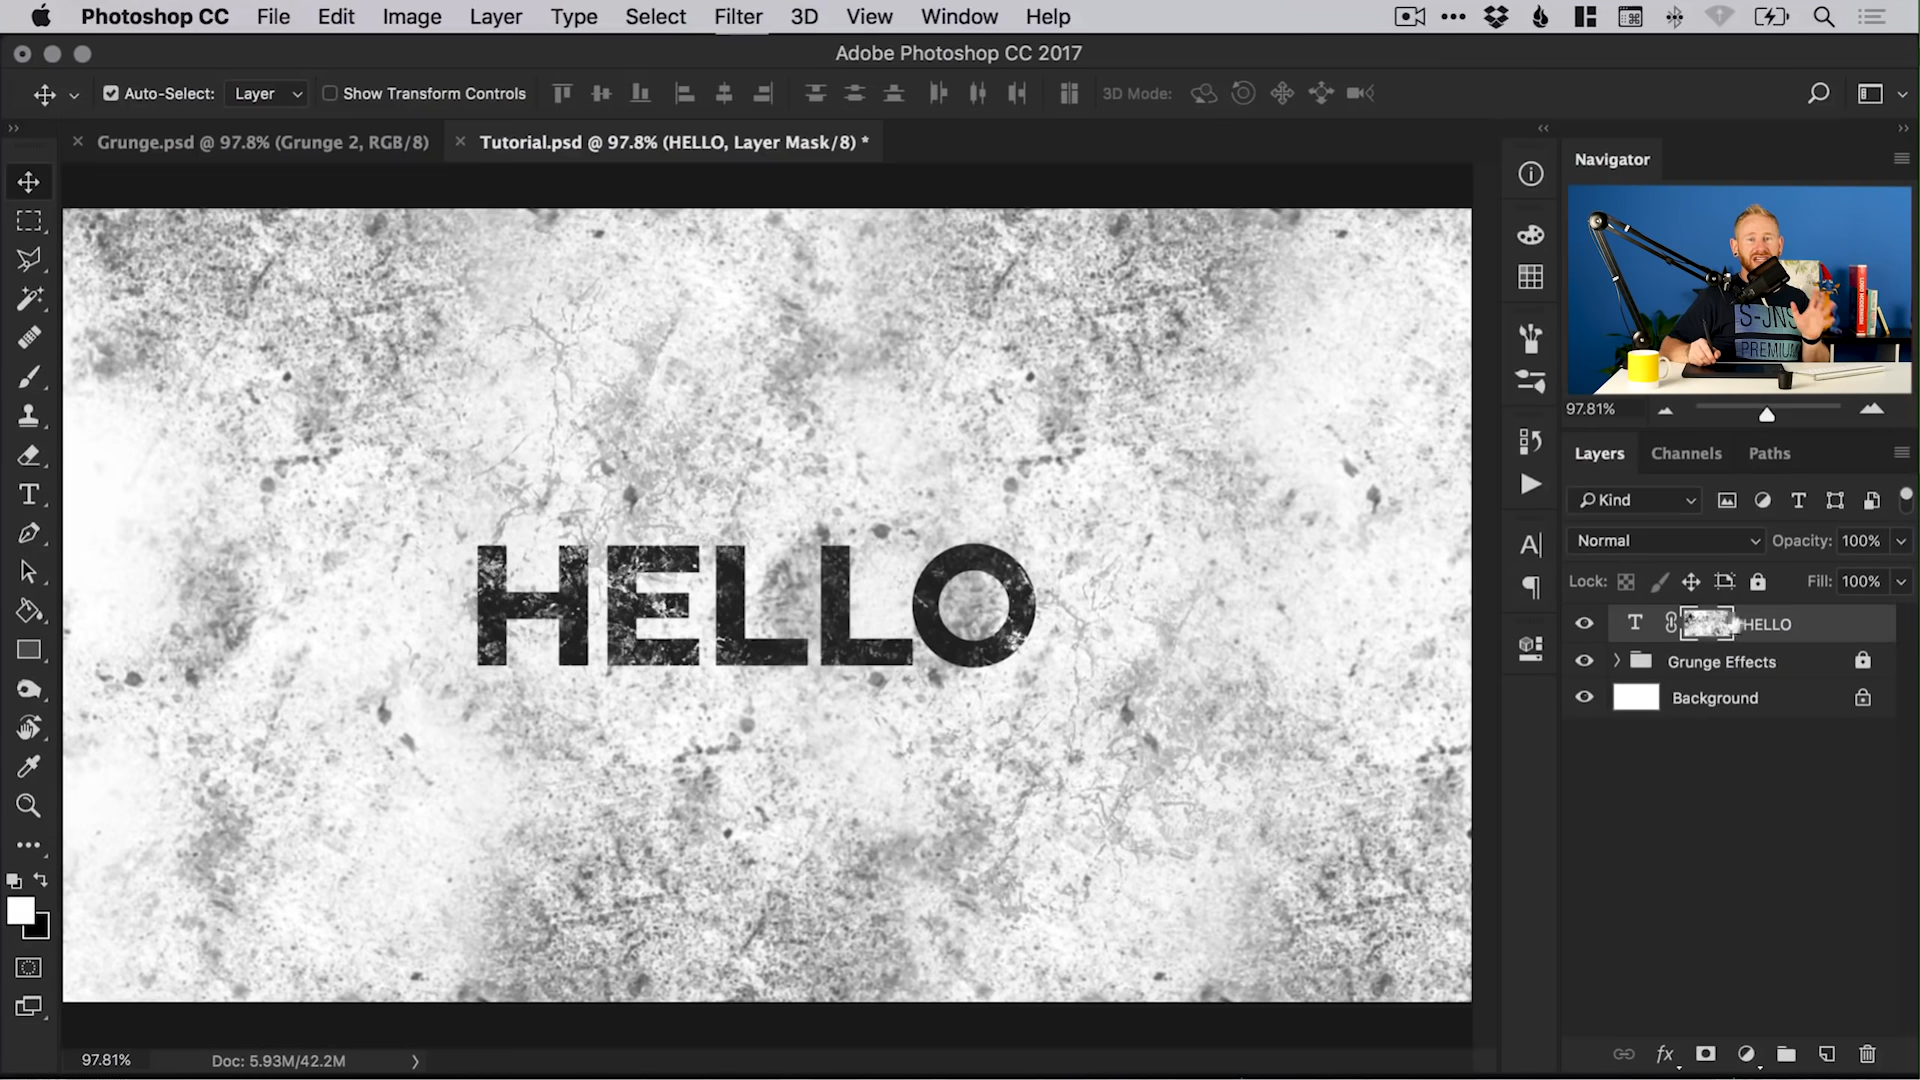 Photoshop CC File Edit Image Layer Type Select Filter 3D View Window Help
Adobe Photoshop CC 2017
Auto-Select: Layer Show Transform Controls 3D Mode:
Grunge.psd @ 97.8% (Grunge 2, RGB/8) Tutorial.psd @ 97.8% (HELLO, Layer Mask/8) *
Navigator
S-JNS
PREMIUM
97.81%
Layers Channels Paths
Kind
Normal Opacity: 100%
Lock: Fill: 100%
HELLO
HELLO
Grunge Effects
Background
97.81% Doc: 5.93M/42.2M